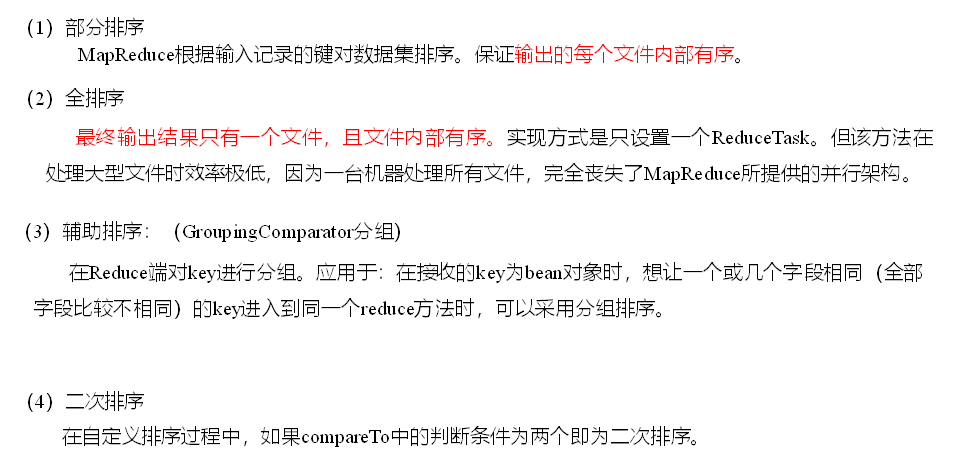 （1）部分排序
MapReduce根据输入记录的键对数据集排序。保证输出的每个文件内部有序。
（2）全排序
最终输出结果只有一个文件，且文件内部有序。实现方式是只设置一个ReduceTask。但该方法在
处理大型文件时效率极低，因为一台机器处理所有文件，完全丧失了MapReduce所提供的并行架构。
（3）辅助排序：（GroupingComparator分组）
在Reduce端对key进行分组。应用于：在接收的key为bean对象时，想让一个或几个字段相同（全部
字段比较不相同）的key进入到同一个reduce方法时，可以采用分组排序。
（4）二次排序
在自定义排序过程中，如果compareTo中的判断条件为两个即为二次排序。